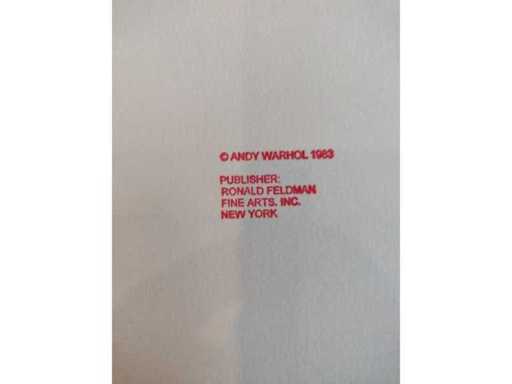 © ANDY WARHOL 1983
PUBLISHER:
RONALD FELDMAN
FINE ARTS. INC.
NEW YORK